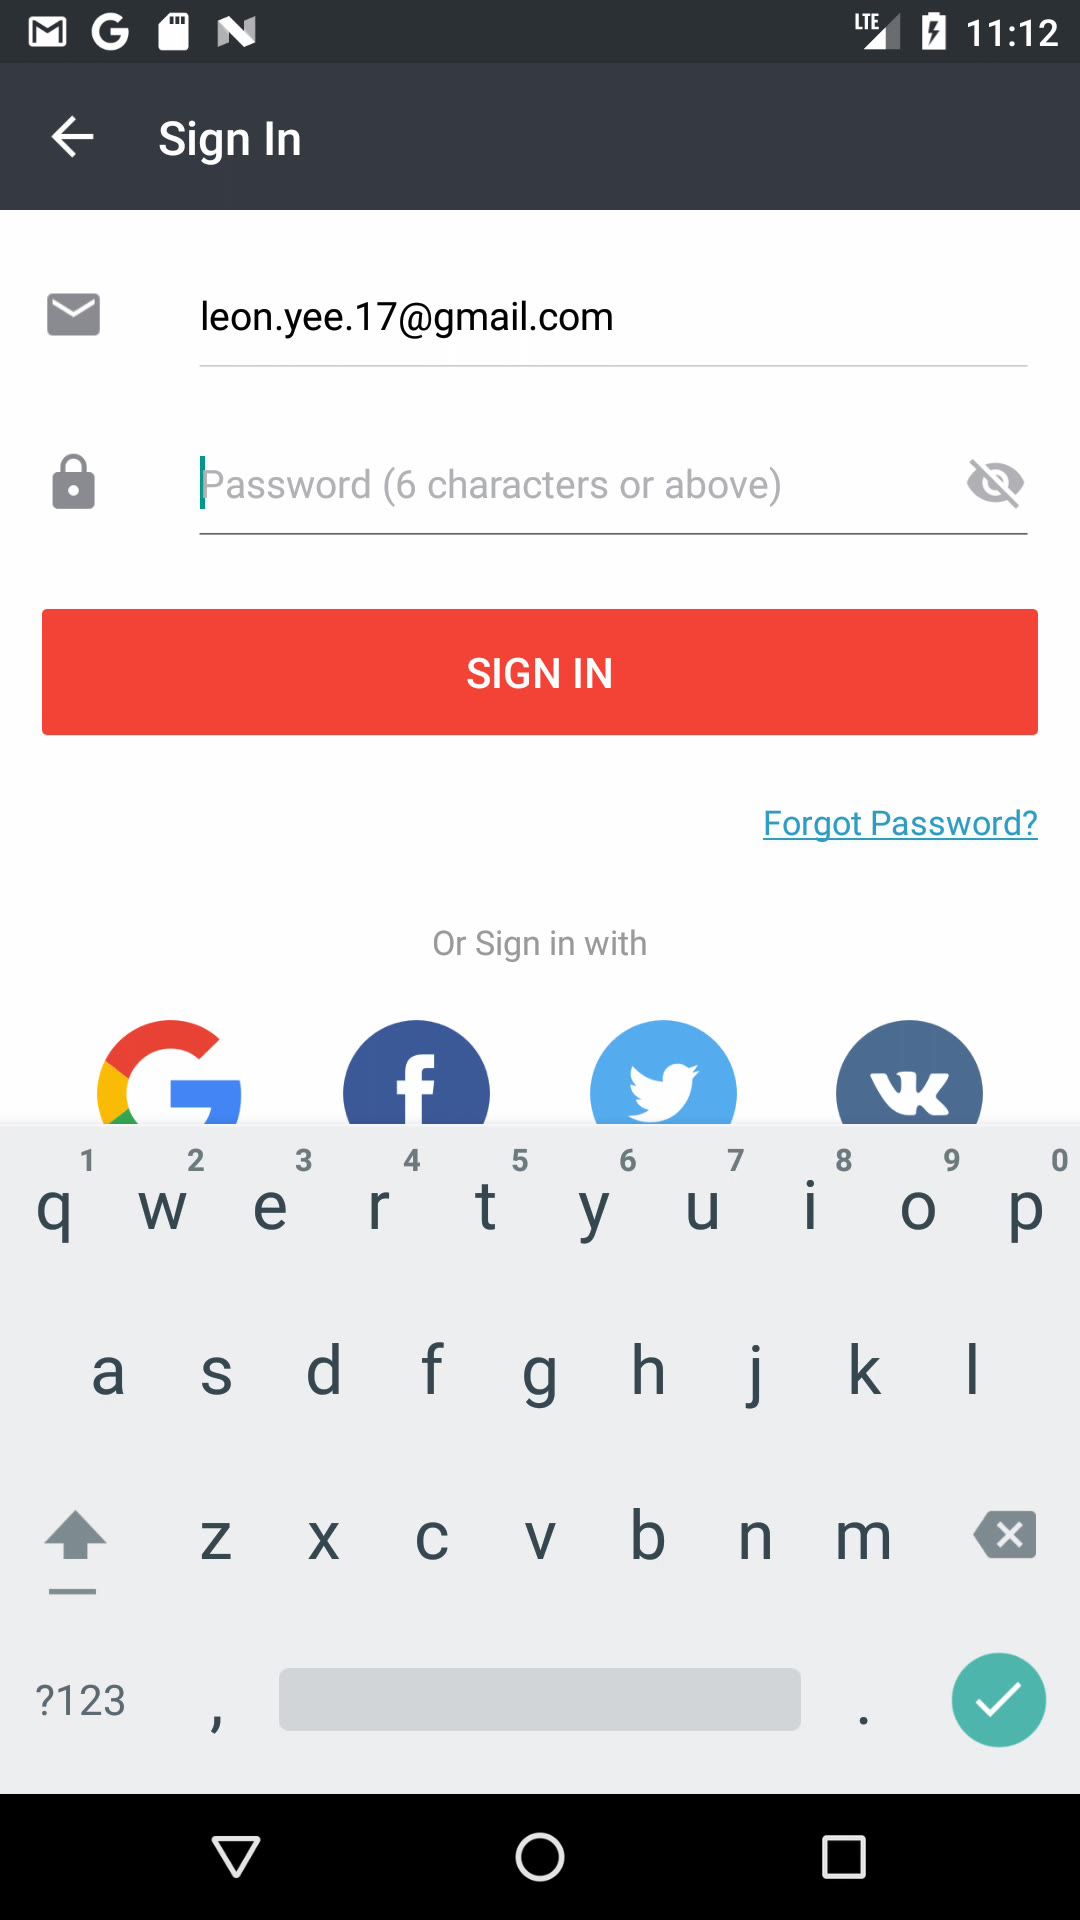 LTE 11:12
Sign In
leon.yee.17@gmail.com
Password (6 characters or above)
SIGN IN
Forgot Password?
Or Sign in with
1 2 3 4 5 6 7 8 9 0
q w e r t y u i o p
a s d f g h j k l
z x c v b n m
?123 , .